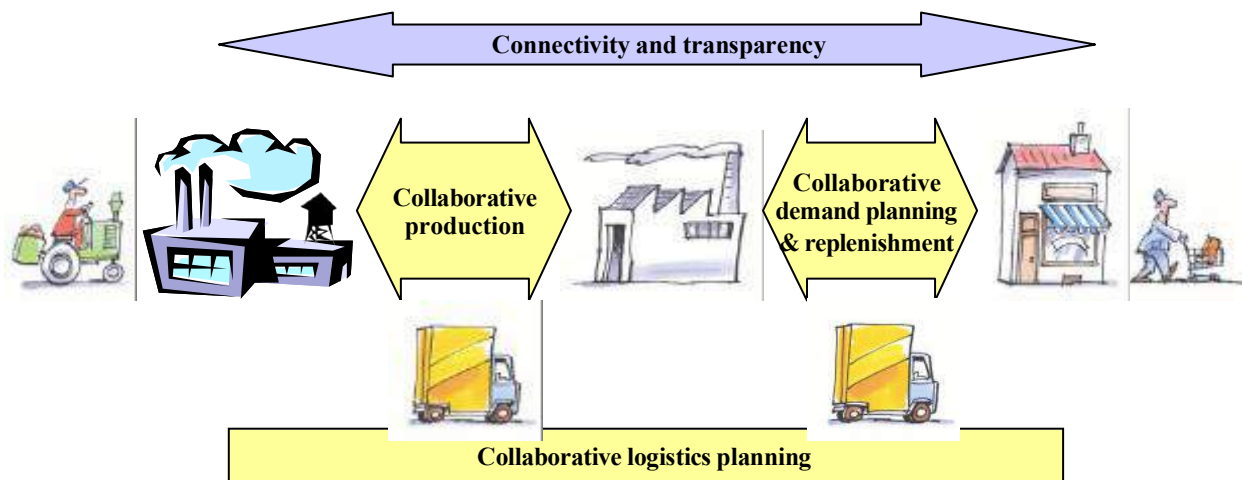 Connectivity and transparency
Collaborative
production
Collaborative
demand planning
& replenishment
Collaborative logistics planning